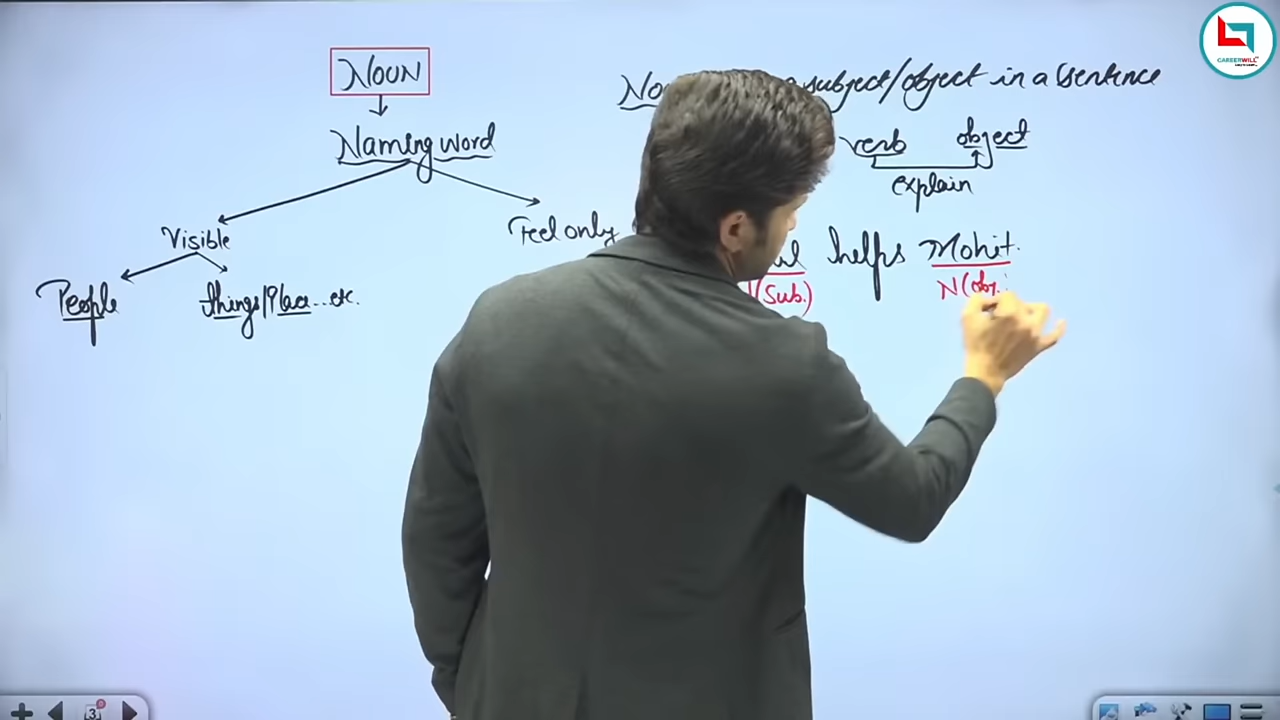 NOUN
Naming word
Visible
Feel only
People
things/Place...etc.
subject/object in a sentence
verb object
explain
helps Mohit.
(Sub.) N(obj.
CAREERWILL
3